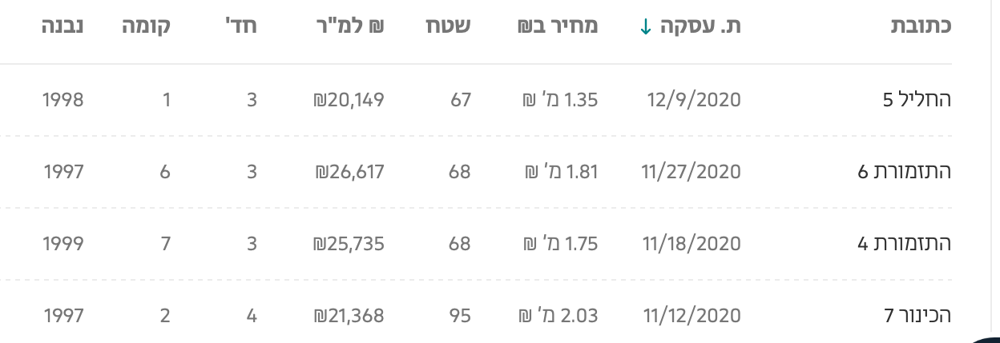 כתובת ת. עסקה ↓ מחיר ב₪ שטח ₪ למ"ר חד' קומה נבנה
החליל 5 12/9/2020 1.35 מ' ₪ 67 ₪20,149 3 1 1998
התזמורת 6 11/27/2020 1.81 מ' ₪ 68 ₪26,617 3 6 1997
התזמורת 4 11/18/2020 1.75 מ' ₪ 68 ₪25,735 3 7 1999
הכינור 7 11/12/2020 2.03 מ' ₪ 95 ₪21,368 4 2 1997